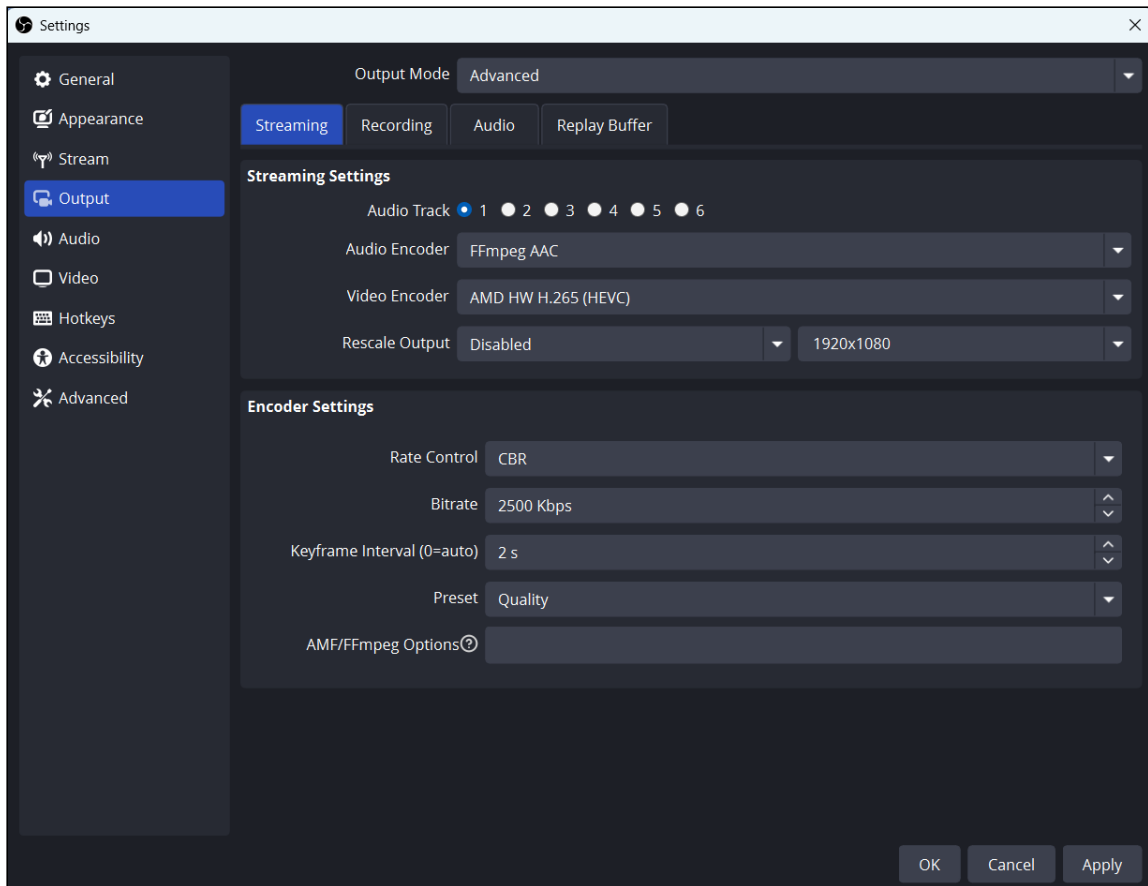 Settings
General
Appearance
Stream
Output
Audio
Video
Hotkeys
Accessibility
Advanced
Output Mode Advanced
Streaming Recording Audio Replay Buffer
Streaming Settings
Audio Track 1 2 3 4 5 6
Audio Encoder FFmpeg AAC
Video Encoder AMD HW H.265 (HEVC)
Rescale Output Disabled 1920x1080
Encoder Settings
Rate Control CBR
Bitrate 2500 Kbps
Keyframe Interval (0=auto) 2 s
Preset Quality
AMF/FFmpeg Options?
OK Cancel Apply